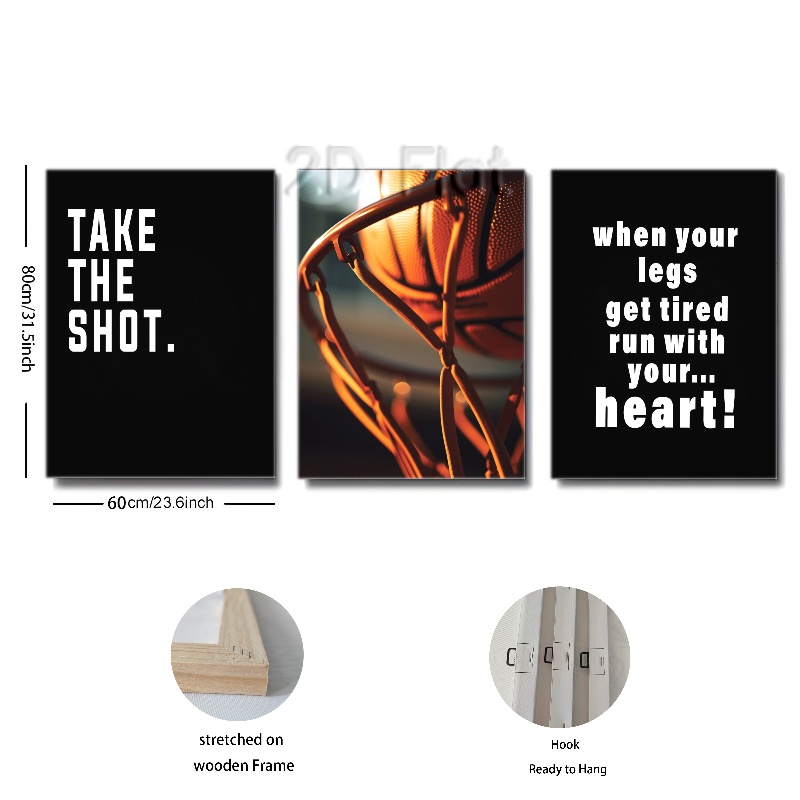 2D Flat
TAKE
THE
SHOT.
when your
legs
get tired
run with
your...
heart!
80cm/31.5inch
60cm/23.6inch
stretched on
wooden Frame
Hook
Ready to Hang